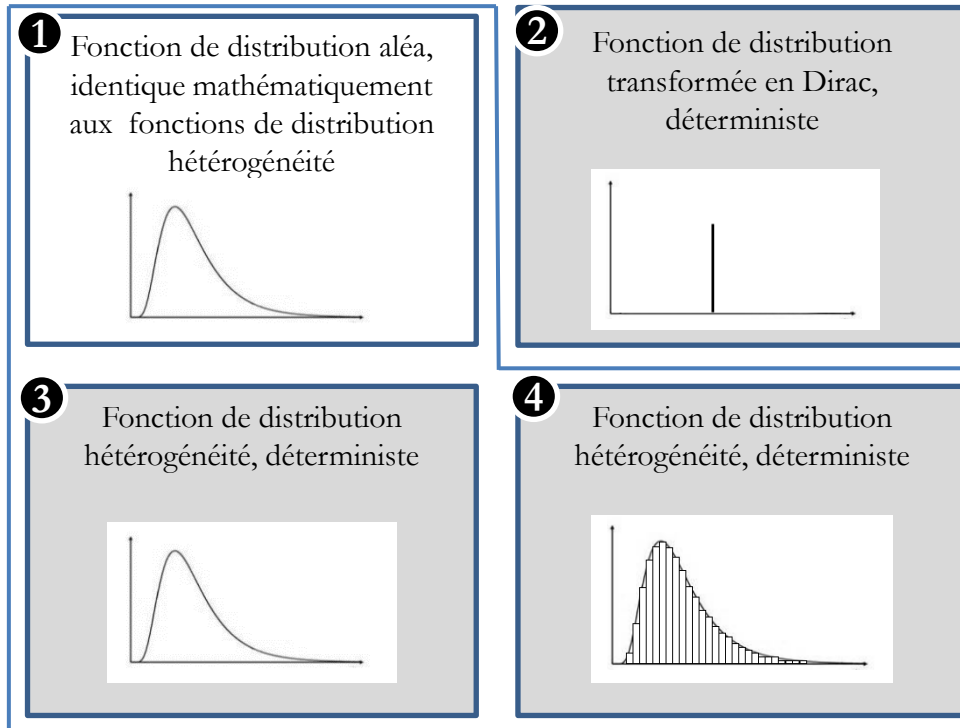 1
Fonction de distribution aléa,
identique mathématiquement
aux fonctions de distribution
hétérogénéité
2
Fonction de distribution
transformée en Dirac,
déterministe
3
Fonction de distribution
hétérogénéité, déterministe
4
Fonction de distribution
hétérogénéité, déterministe